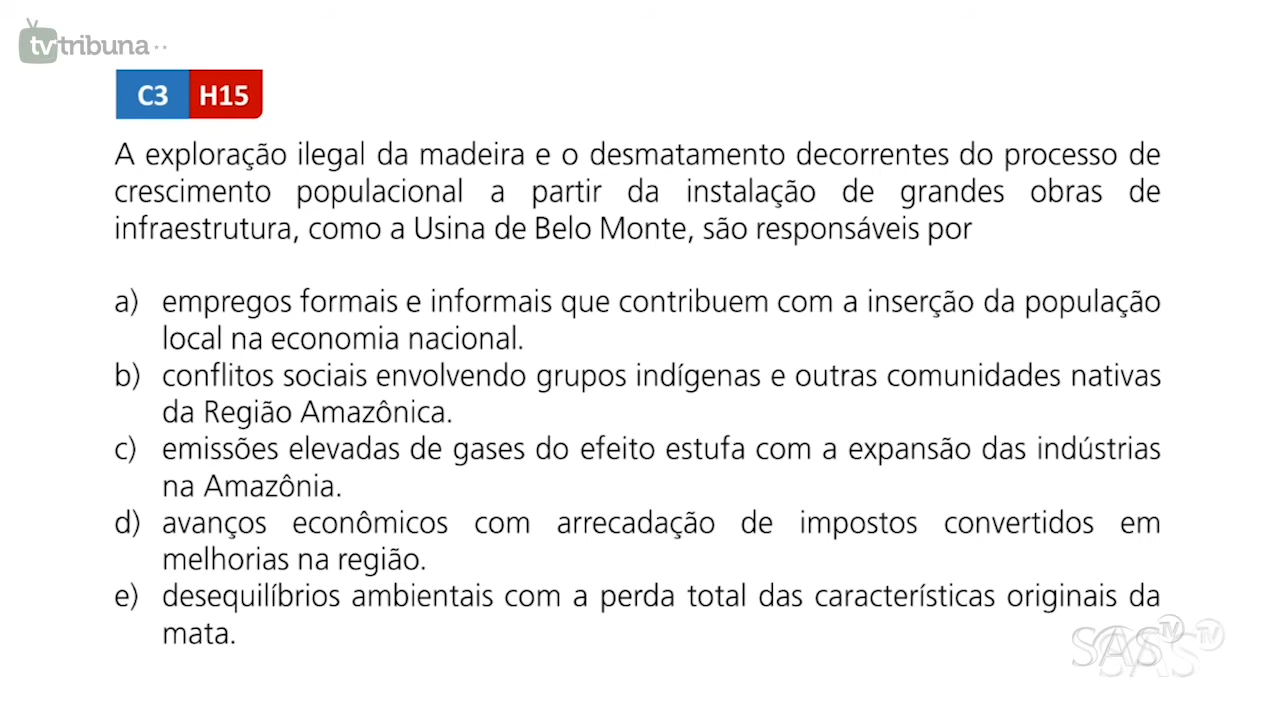 tvtribuna
C3 H15
A exploração ilegal da madeira e o desmatamento decorrentes do processo de
crescimento populacional a partir da instalação de grandes obras de
infraestrutura, como a Usina de Belo Monte, são responsáveis por
a) empregos formais e informais que contribuem com a inserção da população
local na economia nacional.
b) conflitos sociais envolvendo grupos indígenas e outras comunidades nativas
da Região Amazônica.
c) emissões elevadas de gases do efeito estufa com a expansão das indústrias
na Amazônia.
d) avanços econômicos com arrecadação de impostos convertidos em
melhorias na região.
e) desequilíbrios ambientais com a perda total das características originais da
mata.
SAS TV